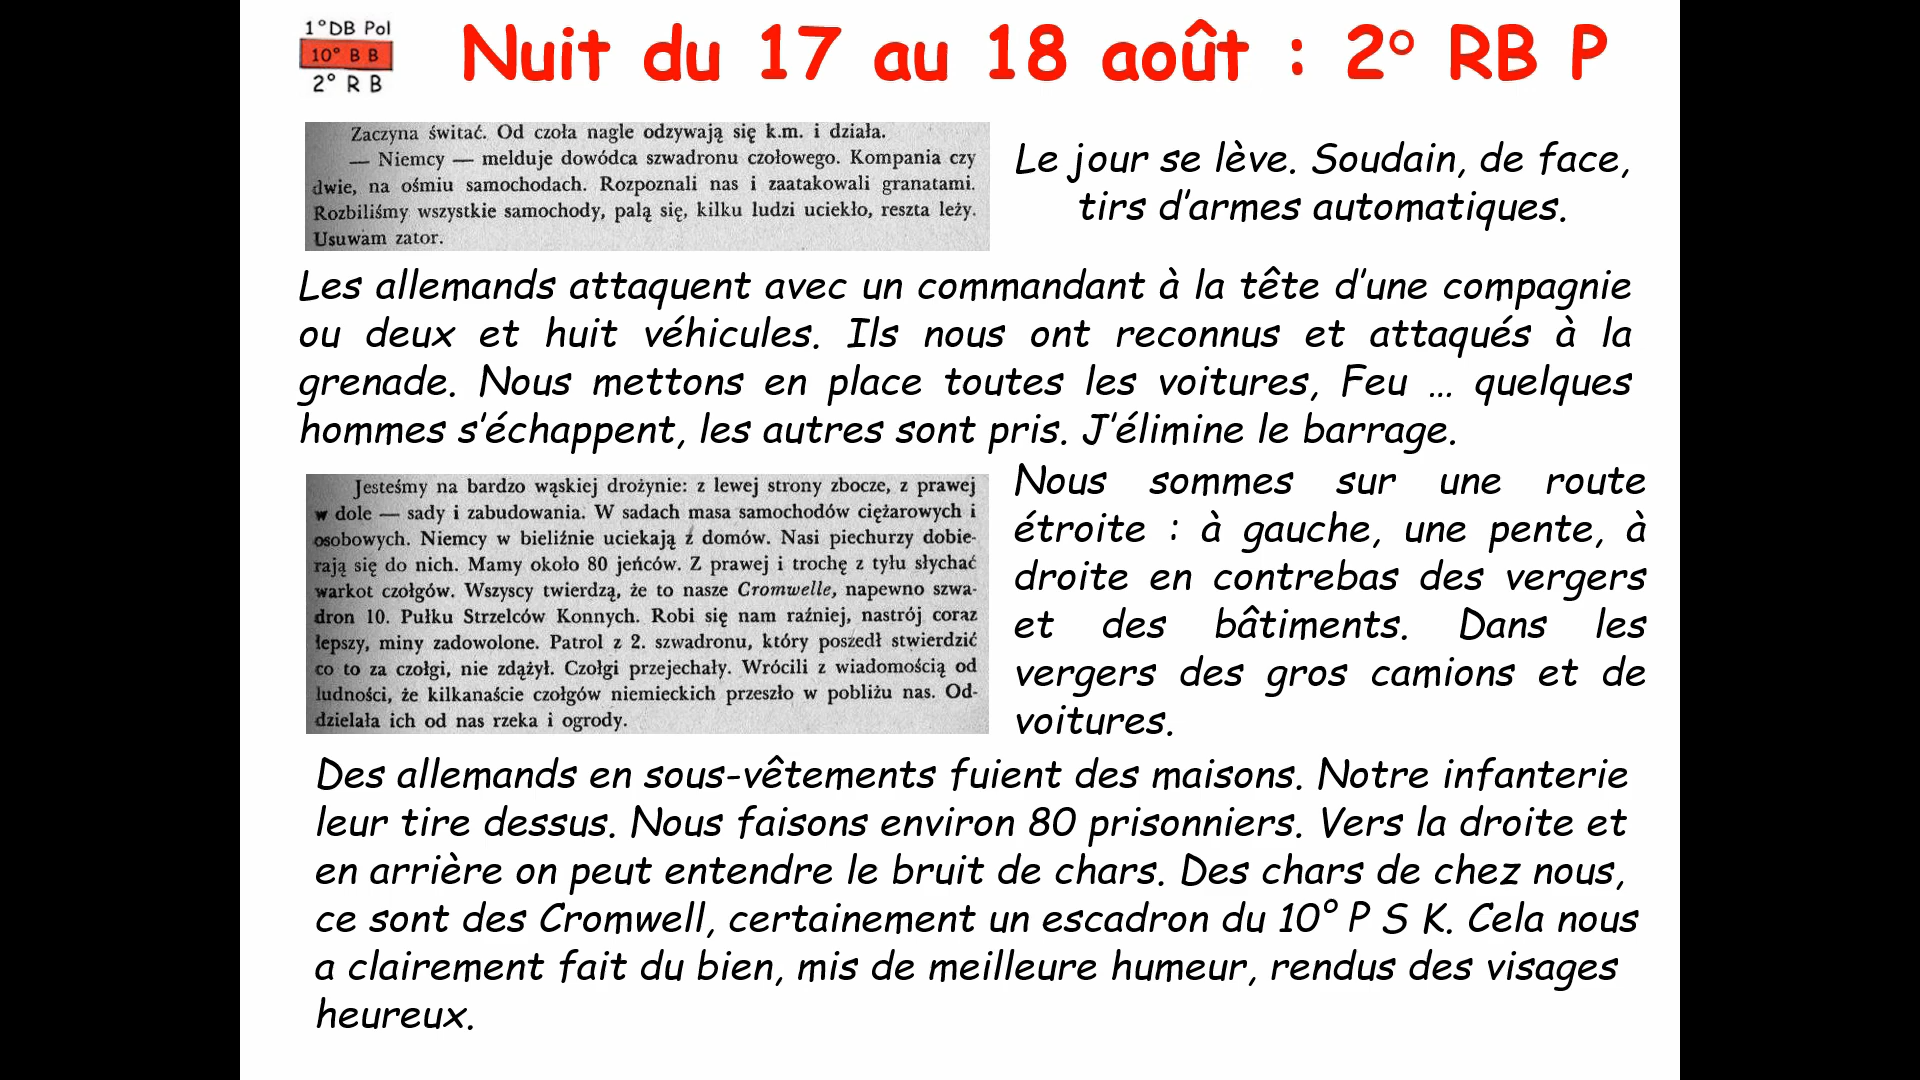 1°DB Pol
10° B B
2° R B
Nuit du 17 au 18 août : 2° RB P
Zaczyna świtać. Od czoła nagle odzywają się k.m. i działa.
— Niemcy — melduje dowódca szwadronu czołowego. Kompania czy
dwie, na ośmiu samochodach. Rozpoznali nas i zaatakowali granatami.
Rozbiliśmy wszystkie samochody, palą się, kilku ludzi uciekło, reszta leży.
Usuwam zator.
Le jour se lève. Soudain, de face,
tirs d’armes automatiques.
Les allemands attaquent avec un commandant à la tête d’une compagnie
ou deux et huit véhicules. Ils nous ont reconnus et attaqués à la
grenade. Nous mettons en place toutes les voitures, Feu … quelques
hommes s’échappent, les autres sont pris. J’élimine le barrage.
Jesteśmy na bardzo wąskiej drożynie: z lewej strony zbocze, z prawej
w dole — sady i zabudowania. W sadach masa samochodów ciężarowych i
osobowych. Niemcy w bieliźnie uciekają z domów. Nasi piechurzy dobie-
rają się do nich. Mamy około 80 jeńców. Z prawej i trochę z tyłu słychać
warkot czołgów. Wszyscy twierdzą, że to nasze Cromwelle, napewno szwa-
dron 10. Pułku Strzelców Konnych. Robi się nam raźniej, nastrój coraz
lepszy, miny zadowolone. Patrol z 2. szwadronu, który poszedł stwierdzić
co to za czołgi, nie zdążył. Czołgi przejechały. Wrócili z wiadomością od
ludności, że kilkanaście czołgów niemieckich przeszło w pobliżu nas. Od-
dzielała ich od nas rzeka i ogrody.
Nous sommes sur une route
étroite : à gauche, une pente, à
droite en contrebas des vergers
et des bâtiments. Dans les
vergers des gros camions et de
voitures.
Des allemands en sous-vêtements fuient des maisons. Notre infanterie
leur tire dessus. Nous faisons environ 80 prisonniers. Vers la droite et
en arrière on peut entendre le bruit de chars. Des chars de chez nous,
ce sont des Cromwell, certainement un escadron du 10° P S K. Cela nous
a clairement fait du bien, mis de meilleure humeur, rendus des visages
heureux.